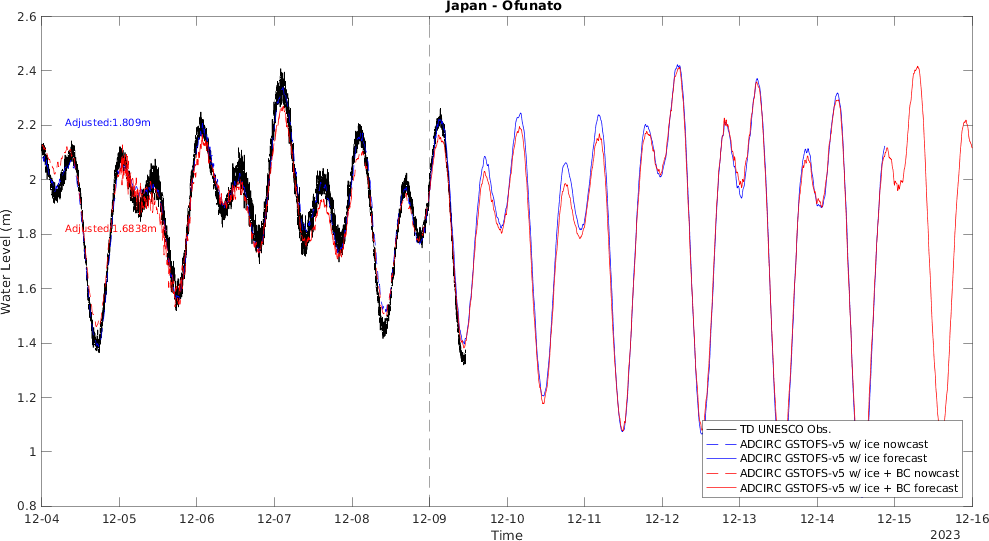 Japan - Ofunato
2.6
2.4
2.2
2
1.8
1.6
1.4
1.2
1
0.8
Water Level (m)
Adjusted:1.809m
Adjusted:1.6838m
TD UNESCO Obs.
ADCIRC GSTOFS-v5 w/ ice nowcast
ADCIRC GSTOFS-v5 w/ ice forecast
ADCIRC GSTOFS-v5 w/ ice + BC nowcast
ADCIRC GSTOFS-v5 w/ ice + BC forecast
12-04 12-05 12-06 12-07 12-08 12-09 12-10 12-11 12-12 12-13 12-14 12-15 12-16
Time
2023